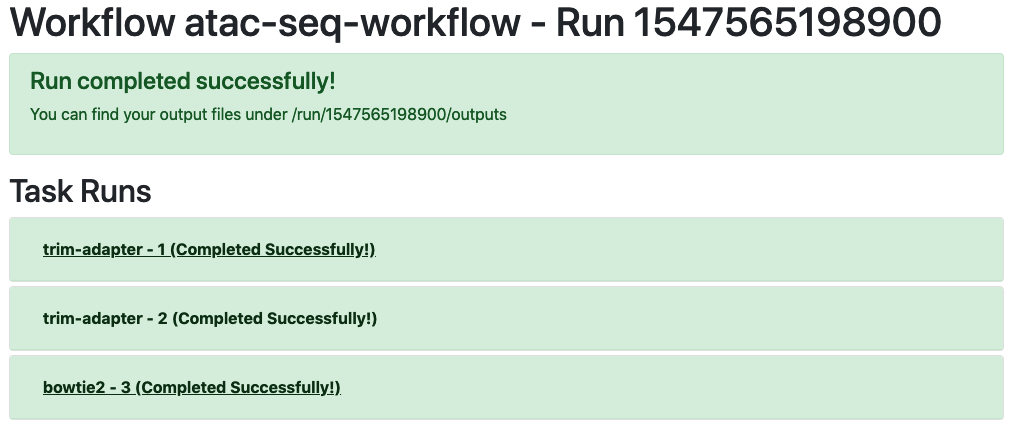 Workflow atac-seq-workflow - Run 1547565198900
Run completed successfully!
You can find your output files under /run/1547565198900/outputs
Task Runs
trim-adapter - 1 (Completed Successfully!)
trim-adapter - 2 (Completed Successfully!)
bowtie2 - 3 (Completed Successfully!)